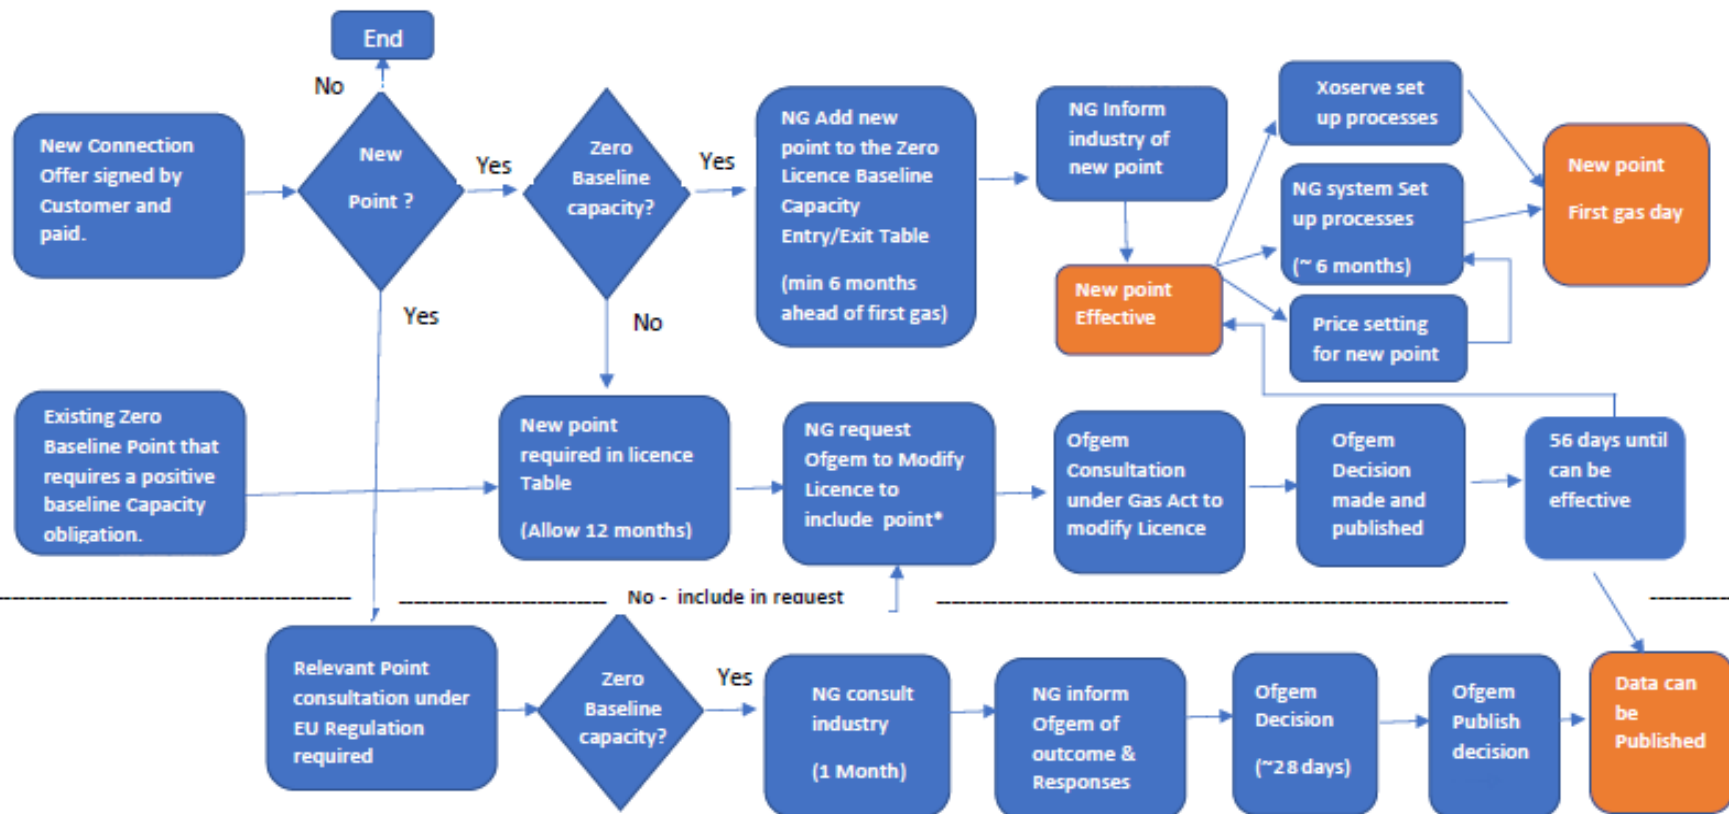 End
No
New Connection
Offer signed by
Customer and
paid.
New
Point ?
Yes
Zero
Baseline
capacity?
Yes
NG Add new
point to the Zero
Licence Baseline
Capacity
Entry/Exit Table
(min 6 months
ahead of first gas)
NG Inform
industry of
new point
Xoserve set
up processes
NG system Set
up processes
(~ 6 months)
New point
First gas day
New point
Effective
Price setting
for new point
Yes
No
Existing Zero
Baseline Point that
requires a positive
baseline Capacity
obligation.
New point
required in licence
Table
(Allow 12 months)
NG request
Ofgem to Modify
Licence to
include point*
Ofgem
Consultation
under Gas Act to
modify Licence
Ofgem
Decision
made and
published
56 days until
can be
effective
No - include in request
Relevant Point
consultation under
EU Regulation
required
Zero
Baseline
capacity?
Yes
NG consult
industry
(1 Month)
NG inform
Ofgem of
outcome &
Responses
Ofgem
Decision
(~28 days)
Ofgem
Publish
decision
Data can
be
Published